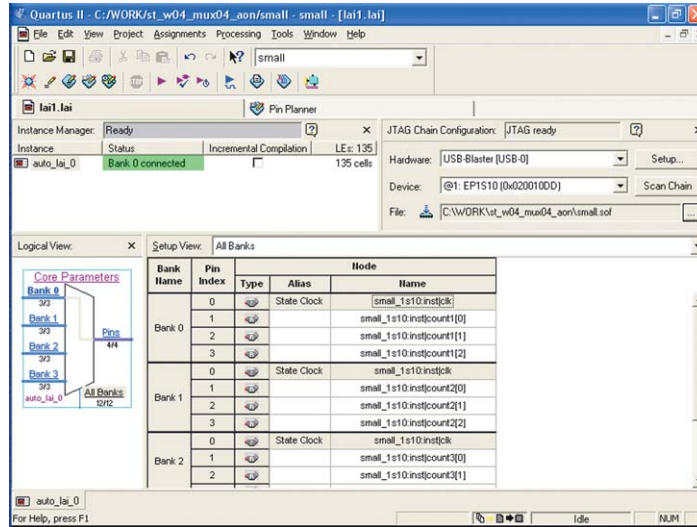 Quartus II - C:/WORK/st_w04_mux04_aon/small - small - [lai1.lai]
File Edit View Project Assignments Processing Tools Window Help
small
lai1.lai
Pin Planner
Instance Manager: Ready
Instance Status Incremental Compilation LEs: 135
auto_lai_0 Bank 0 connected 135 cells
JTAG Chain Configuration: JTAG ready
Hardware: USB-Blaster [USB-0] Setup...
Device: @1: EP1S10 (0x020010DD) Scan Chain
File: C:\WORK\st_w04_mux04_aon\small.sof ...
Logical View:
Core Parameters
Bank 0
3/3
Bank 1
3/3
Bank 2
3/3
Bank 3
3/3
auto_lai_0
Pins
4/4
All Banks
12/12
Setup View: All Banks
Bank Name Pin Index Node
Type Alias Name
Bank 0
0 State Clock small_1s10:inst|clk
1 small_1s10:inst|count1[0]
2 small_1s10:inst|count1[1]
3 small_1s10:inst|count1[2]
Bank 1
0 State Clock small_1s10:inst|clk
1 small_1s10:inst|count2[0]
2 small_1s10:inst|count2[1]
3 small_1s10:inst|count2[2]
Bank 2
0 State Clock small_1s10:inst|clk
1 small_1s10:inst|count3[0]
2 small_1s10:inst|count3[1]
auto_lai_0
For Help, press F1
Idle
NUM